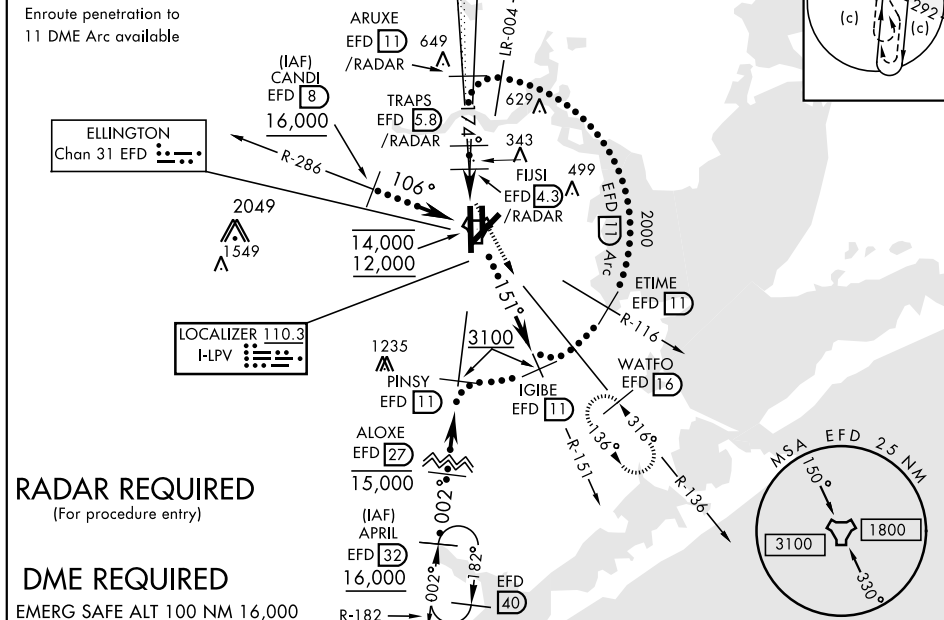 Enroute penetration to
11 DME Arc available
ARUXE
EFD 11
/RADAR
649
LR-004
292
(c)
(c)
(IAF)
CANDI
EFD 8
16,000
TRAPS
EFD 5.8
/RADAR
629
174°
343
ELLINGTON
Chan 31 EFD
R-286
106°
FIJSI
EFD 4.3
/RADAR
499
EFD 11 Arc
2000
2049
1549
14,000
12,000
ETIME
EFD 11
R-116
151°
LOCALIZER 110.3
I-LPV
1235
3100
PINSY
EFD 11
IGIBE
EFD 11
WATFO
EFD 16
136°
316°
R-151
R-136
ALOXE
EFD 27
15,000
002°
MSA EFD 25 NM
150°
3100
1800
330°
RADAR REQUIRED
(For procedure entry)
(IAF)
APRIL
EFD 32
16,000
002°
182°
EFD
40
R-182
DME REQUIRED
EMERG SAFE ALT 100 NM 16,000